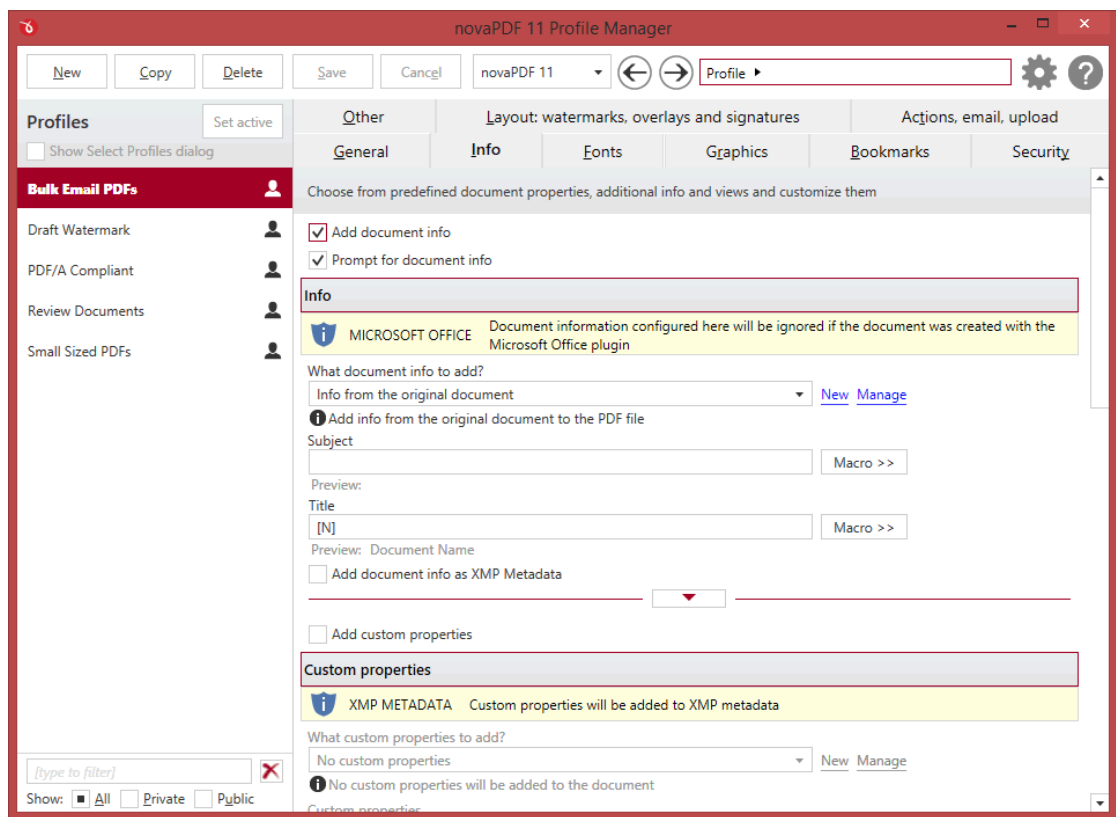 novaPDF 11 Profile Manager
New Copy Delete Save Cancel novaPDF 11 Profile
Profiles Set active
Show Select Profiles dialog
Bulk Email PDFs
Draft Watermark
PDF/A Compliant
Review Documents
Small Sized PDFs
[type to filter]
Show: All Private Public
Other Layout: watermarks, overlays and signatures Actions, email, upload
General Info Fonts Graphics Bookmarks Security
Choose from predefined document properties, additional info and views and customize them
Add document info
Prompt for document info
Info
MICROSOFT OFFICE Document information configured here will be ignored if the document was created with the
Microsoft Office plugin
What document info to add?
Info from the original document New Manage
Add info from the original document to the PDF file
Subject
Macro >>
Preview:
Title
[N] Macro >>
Preview: Document Name
Add document info as XMP Metadata
Add custom properties
Custom properties
XMP METADATA Custom properties will be added to XMP metadata
What custom properties to add?
No custom properties New Manage
No custom properties will be added to the document
Custom properties